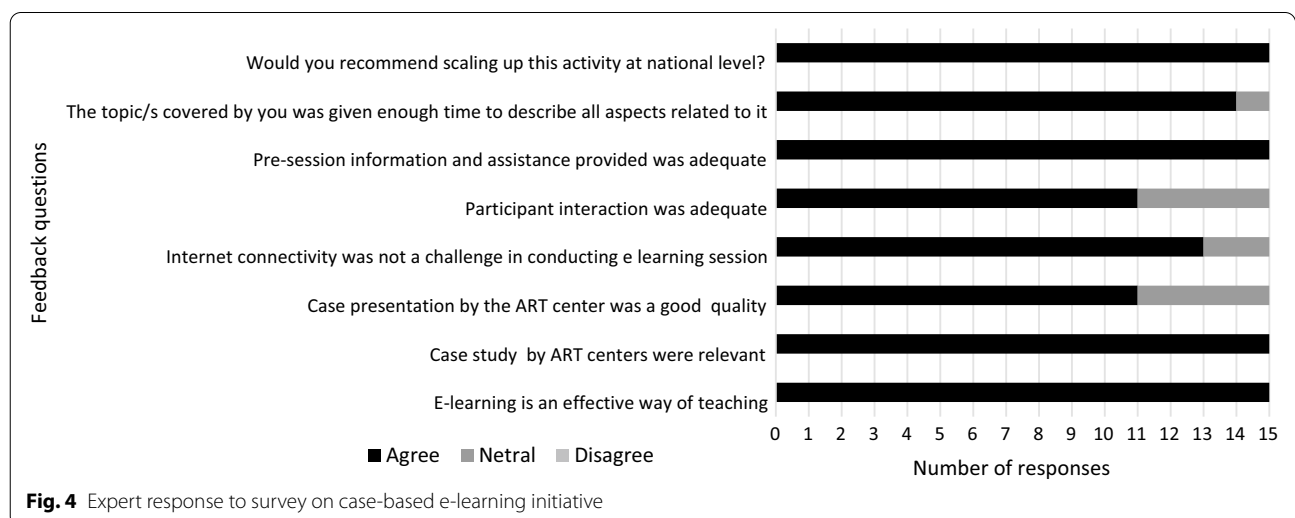 Would you recommend scaling up this activity at national level?
The topic/s covered by you was given enough time to describe all aspects related to it
Pre-session information and assistance provided was adequate
Participant interaction was adequate
Internet connectivity was not a challenge in conducting e learning session
Case presentation by the ART center was a good quality
Case study by ART centers were relevant
E-learning is an effective way of teaching
Feedback questions
0 1 2 3 4 5 6 7 8 9 10 11 12 13 14 15
Number of responses
Agree Netral Disagree
Fig. 4 Expert response to survey on case-based e-learning initiative